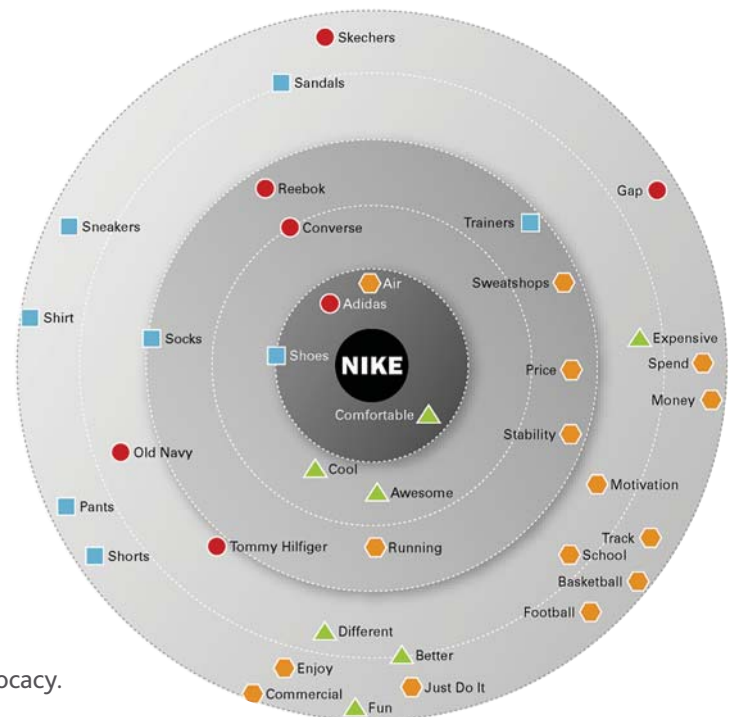 Skechers
Sandals
Reebok
Gap
Converse
Trainers
Sneakers
Sweatshops
Air
Adidas
Shirt
Socks
Shoes
NIKE
Expensive
Spend
Price
Money
Comfortable
Stability
Old Navy
Cool
Motivation
Awesome
Pants
Track
Tommy Hilfiger
Running
School
Shorts
Basketball
Football
Different
Better
Enjoy
ocacy.
Just Do It
Commercial
Fun